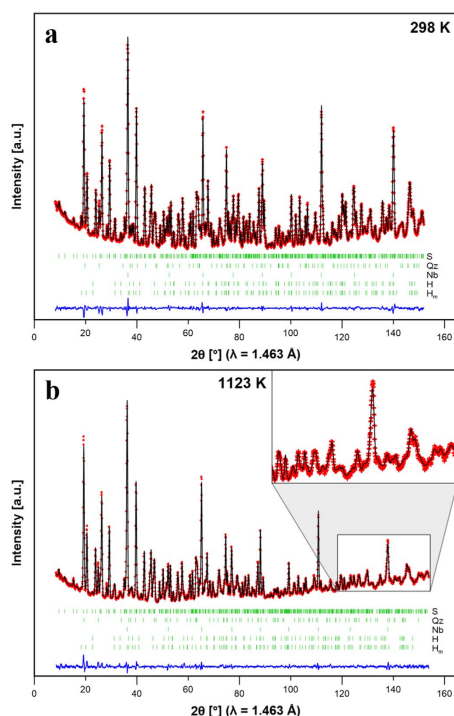 a
298 K
Intensity [a.u.]
S
Qz
Nb
H
Hm
0 20 40 60 80 100 120 140 160
2θ [°] (λ = 1.463 Å)
b
1123 K
Intensity [a.u.]
S
Qz
Nb
H
Hm
0 20 40 60 80 100 120 140 160
2θ [°] (λ = 1.463 Å)